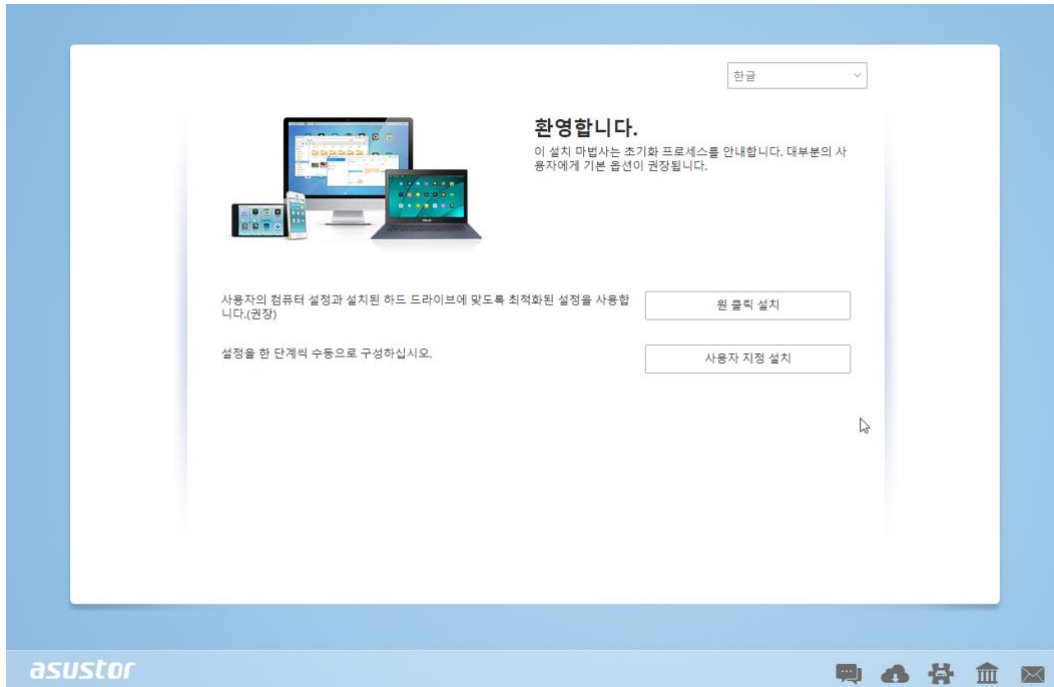 한글
환영합니다.
이 설치 마법사는 초기화 프로세스를 안내합니다. 대부분의 사
용자에게 기본 옵션이 권장됩니다.
사용자의 컴퓨터 설정과 설치된 하드 드라이브에 맞도록 최적화된 설정을 사용합
니다.(권장)
원 클릭 설치
설정을 한 단계씩 수동으로 구성하십시오.
사용자 지정 설치
asustor